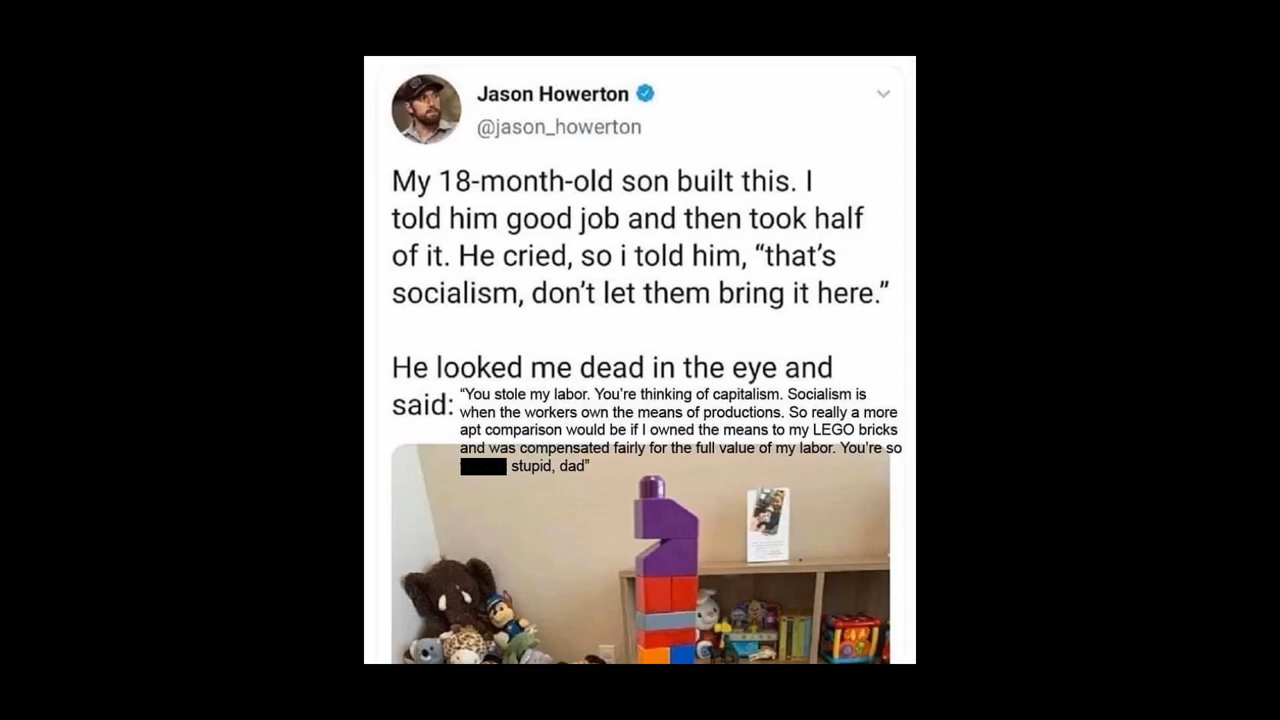 Jason Howerton
@jason_howerton
My 18-month-old son built this. I
told him good job and then took half
of it. He cried, so i told him, “that’s
socialism, don’t let them bring it here.”
He looked me dead in the eye and
said:
“You stole my labor. You’re thinking of capitalism. Socialism is
when the workers own the means of productions. So really a more
apt comparison would be if I owned the means to my LEGO bricks
and was compensated fairly for the full value of my labor. You’re so
stupid, dad”